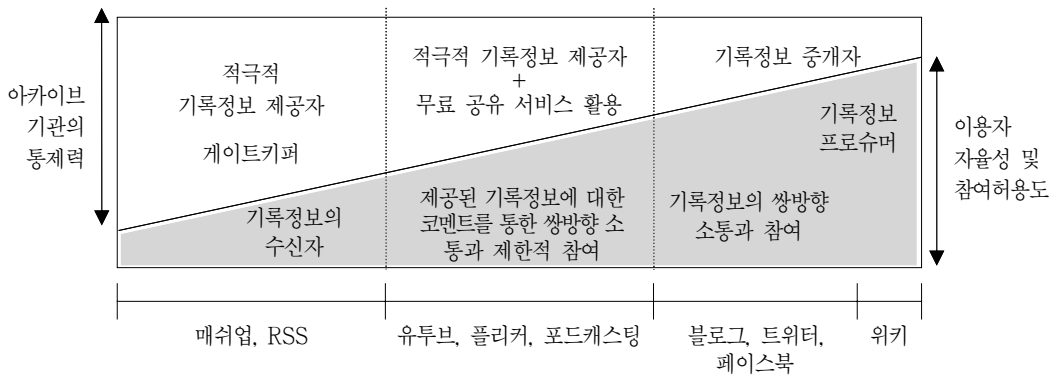 아카이브
기관의
통제력
적극적
기록정보 제공자
게이트키퍼
적극적 기록정보 제공자
+
무료 공유 서비스 활용
기록정보 중개자
기록정보의
수신자
제공된 기록정보에 대한
코멘트를 통한 쌍방향 소
통과 제한적 참여
기록정보의 쌍방향
소통과 참여
기록정보
프로슈머
이용자
자율성 및
참여허용도
매쉬업, RSS
유투브, 플리커, 포드캐스팅
블로그, 트위터,
페이스북
위키